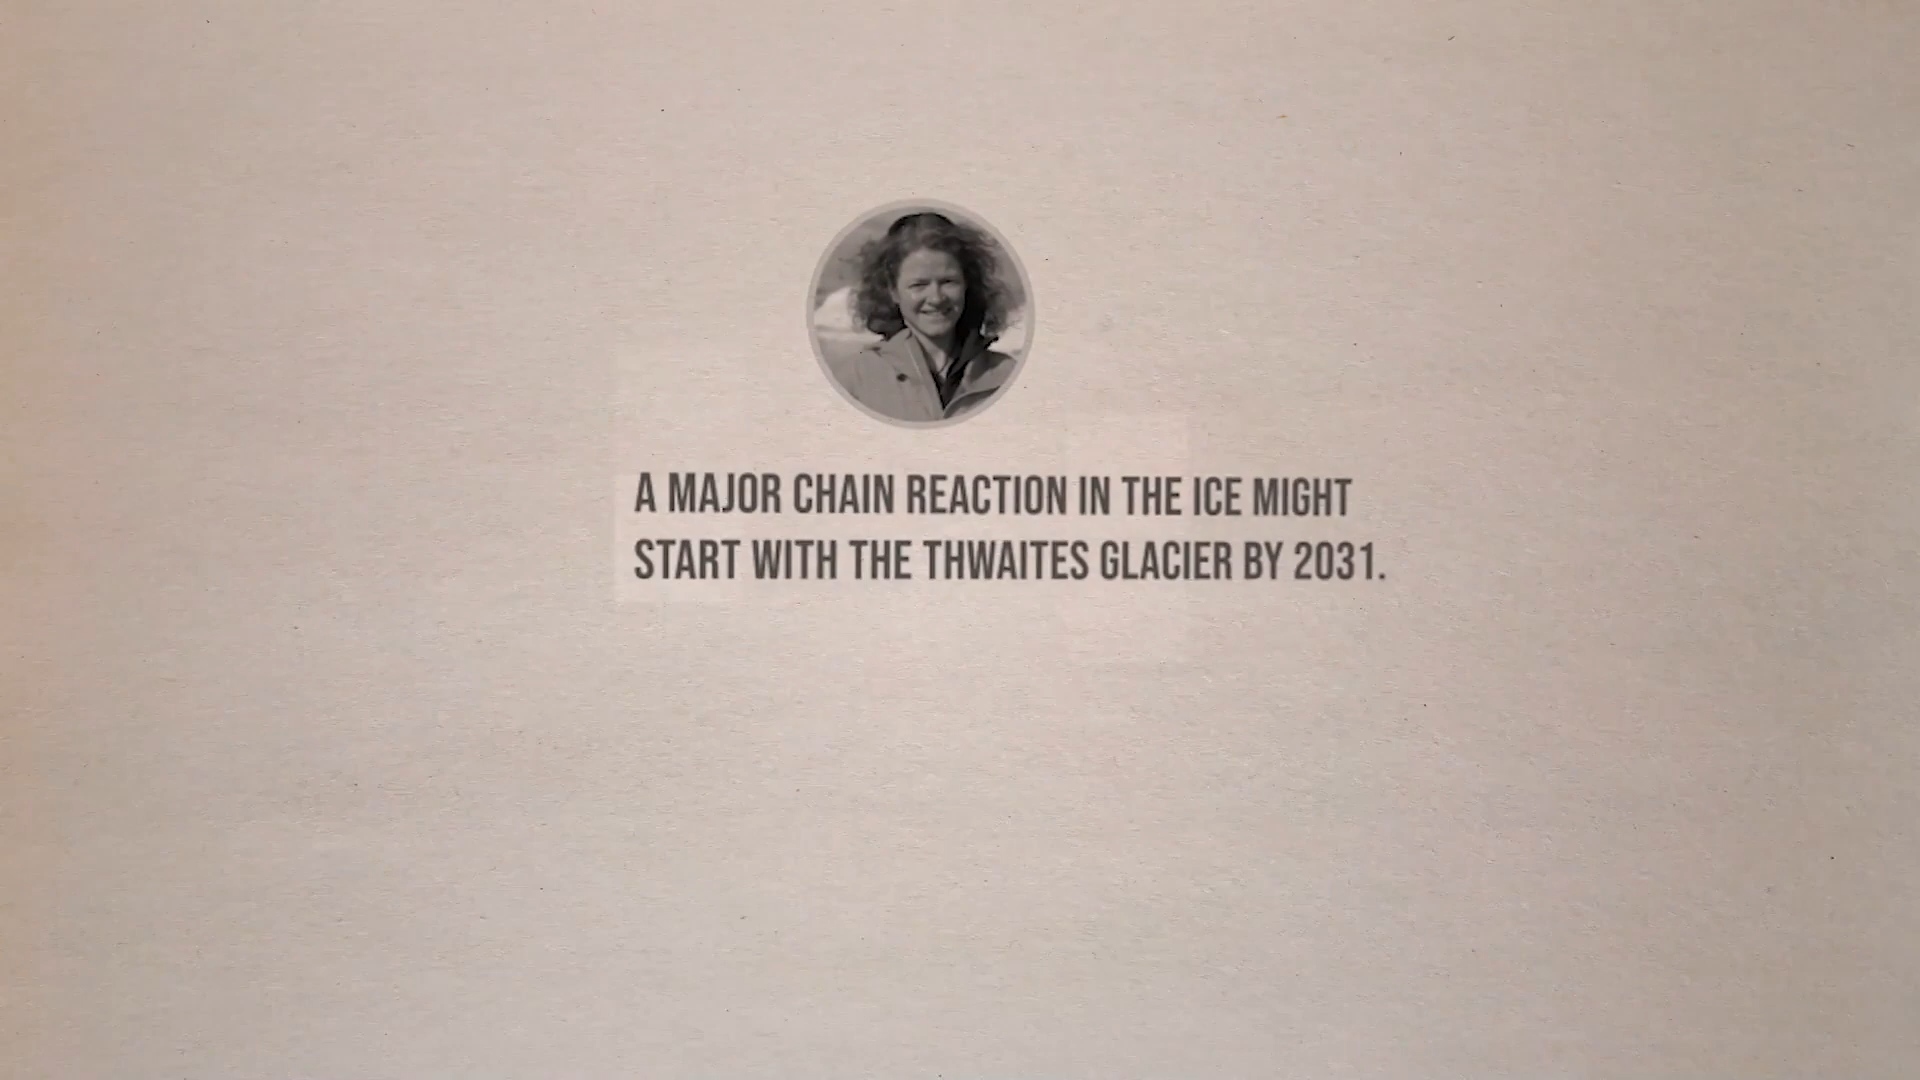 A MAJOR CHAIN REACTION IN THE ICE MIGHT
START WITH THE THWAITES GLACIER BY 2031.